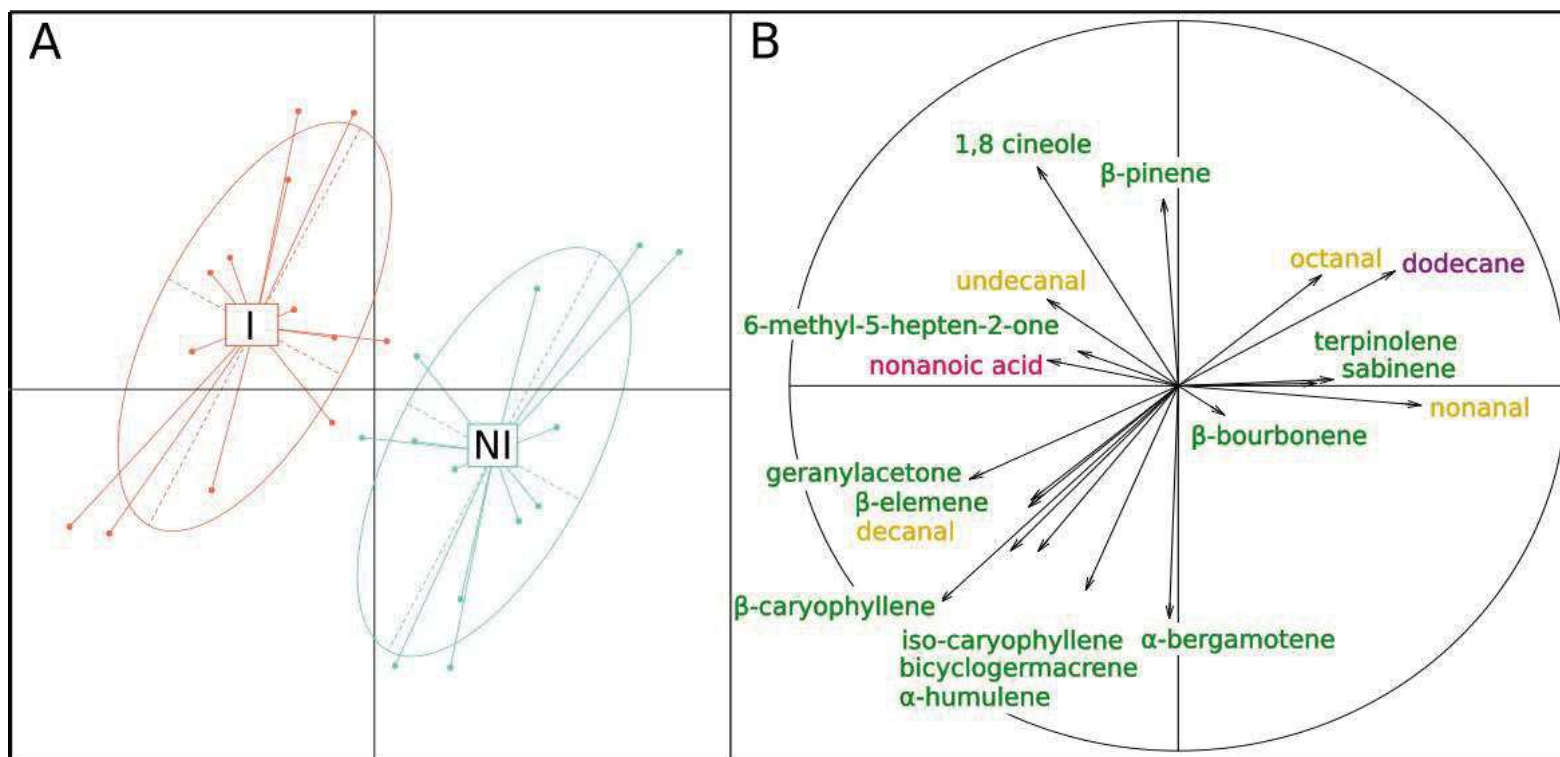 A
I
NI
B
1,8 cineole
β-pinene
octanal
dodecane
undecanal
6-methyl-5-hepten-2-one
nonanoic acid
terpinolene
sabinene
nonanal
β-bourbonene
geranylacetone
β-elemene
decanal
β-caryophyllene
iso-caryophyllene
α-bergamotene
bicyclogermacrene
α-humulene